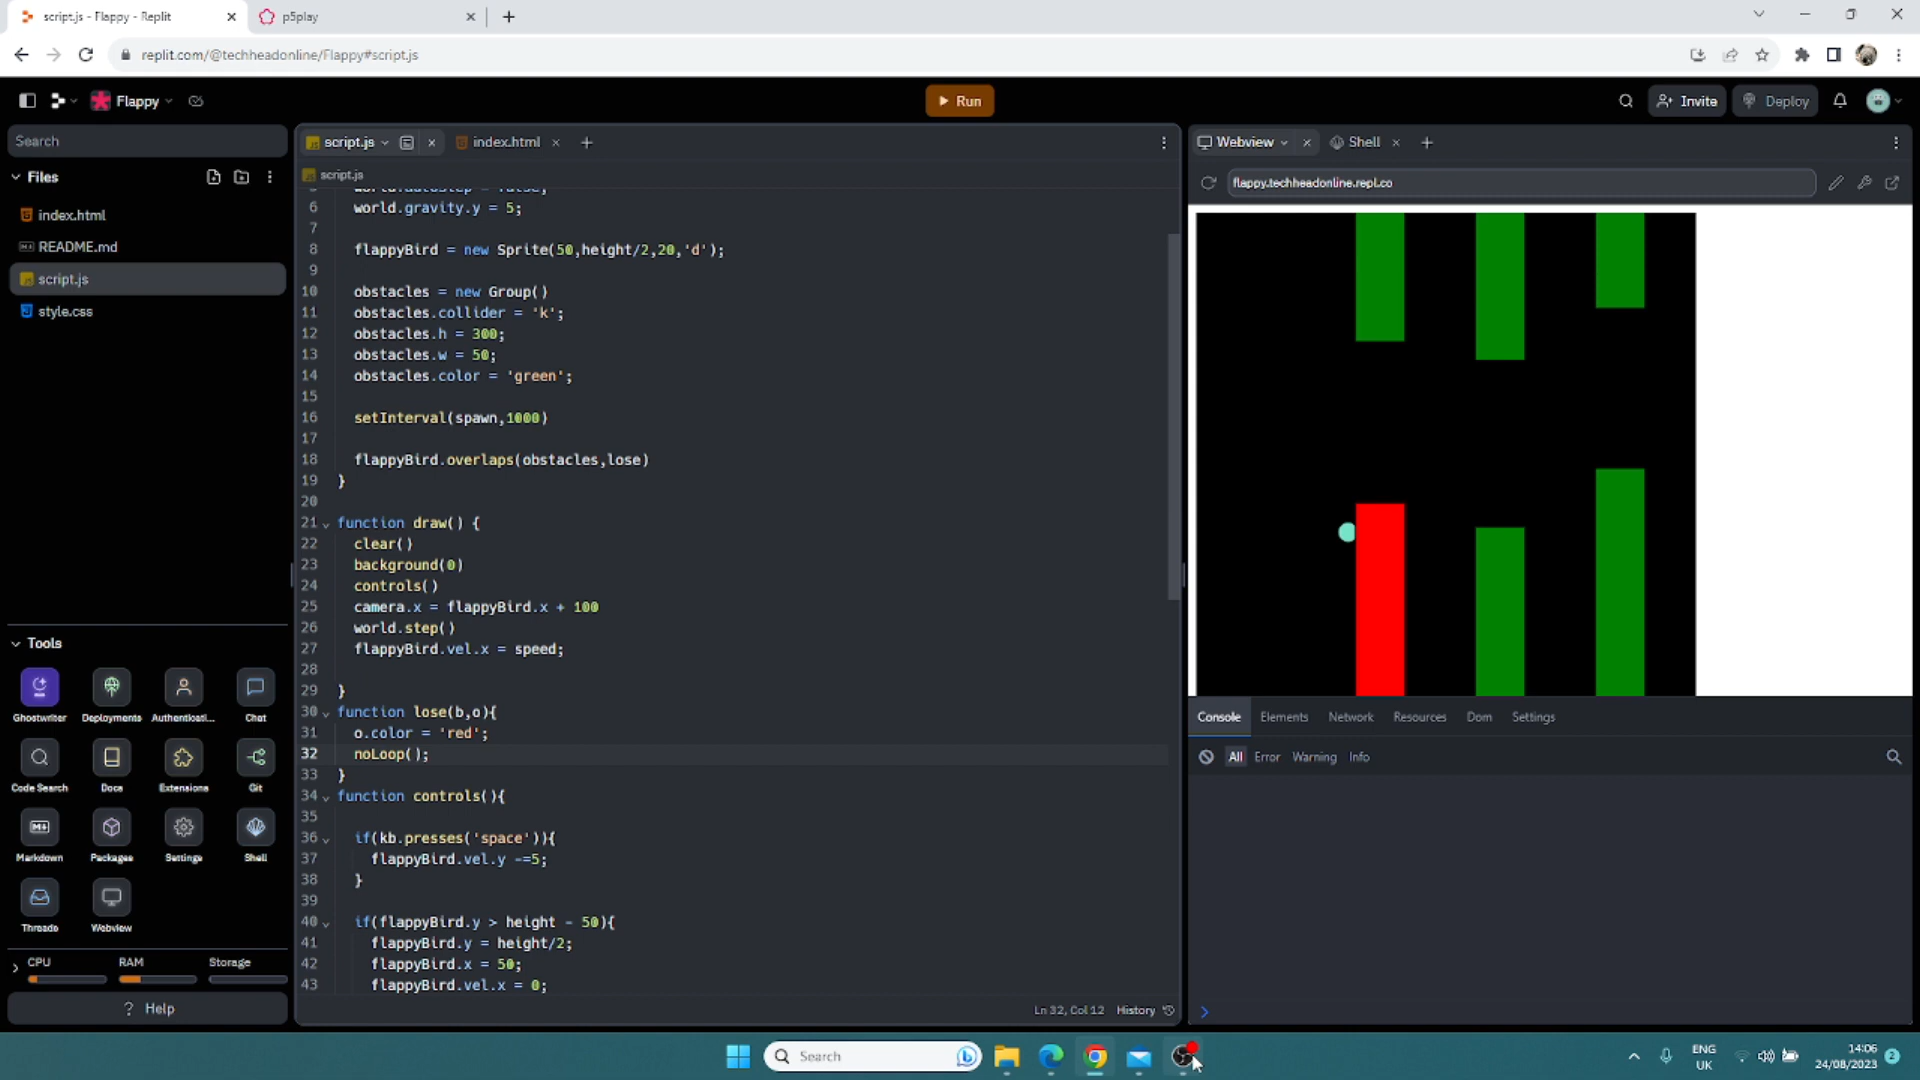 script.js - Flappy - Replit
p5play
replit.com/@techheadonline/Flappy#script.js
Flappy
Run
Invite
Deploy
Search
script.js
index.html
Webview
Shell
Files
script.js
flappy.techheadonline.repl.co
index.html
README.md
script.js
style.css
6 world.gravity.y = 5;
7
8 flappyBird = new Sprite(50,height/2,20,'d');
9
10 obstacles = new Group()
11 obstacles.collider = 'k';
12 obstacles.h = 300;
13 obstacles.w = 50;
14 obstacles.color = 'green';
15
16 setInterval(spawn,1000)
17
18 flappyBird.overlaps(obstacles,lose)
19 }
20
21 function draw() {
22 clear()
23 background(0)
24 controls()
25 camera.x = flappyBird.x + 100
26 world.step()
27 flappyBird.vel.x = speed;
28
29 }
30 function lose(b,o){
31 o.color = 'red';
32 noLoop();
33 }
34 function controls(){
35
36 if(kb.presses('space')){
37 flappyBird.vel.y -=5;
38 }
39
40 if(flappyBird.y > height - 50){
41 flappyBird.y = height/2;
42 flappyBird.x = 50;
43 flappyBird.vel.x = 0;
Ln 32, Col 12 History
Tools
Ghostwriter
Deployments
Authenticati...
Chat
Code Search
Docs
Extensions
Git
Markdown
Packages
Settings
Shell
Threads
Webview
CPU
RAM
Storage
? Help
Console
Elements
Network
Resources
Dom
Settings
All
Error
Warning
Info
Search
ENG
UK
14:06
24/08/2023
2